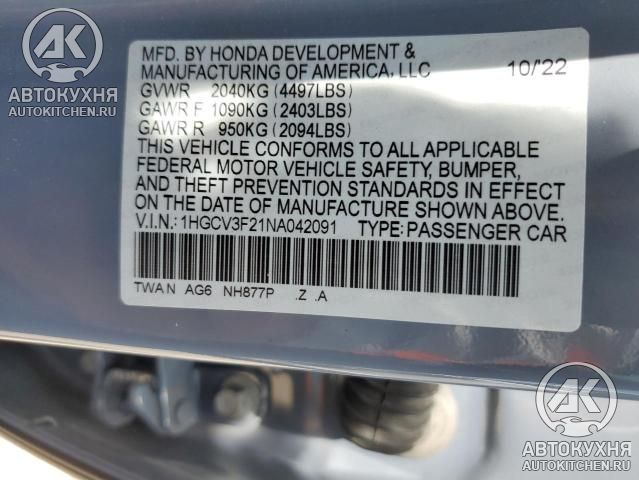 MFD. BY HONDA DEVELOPMENT &
MANUFACTURING OF AMERICA, LLC 10/'22
GVWR 2040KG (4497LBS)
GAWR F 1090KG (2403LBS)
GAWR R 950KG (2094LBS)
THIS VEHICLE CONFORMS TO ALL APPLICABLE
FEDERAL MOTOR VEHICLE SAFETY, BUMPER,
AND THEFT PREVENTION STANDARDS IN EFFECT
ON THE DATE OF MANUFACTURE SHOWN ABOVE.
V.I.N.: 1HGCV3F21NA042091 TYPE: PASSENGER CAR
TWA N AG6 NH877P .Z .A
АК
АВТОКУХНЯ
AUTOKITCHEN.RU
АК
АВТОКУХНЯ
AUTOKITCHEN.RU